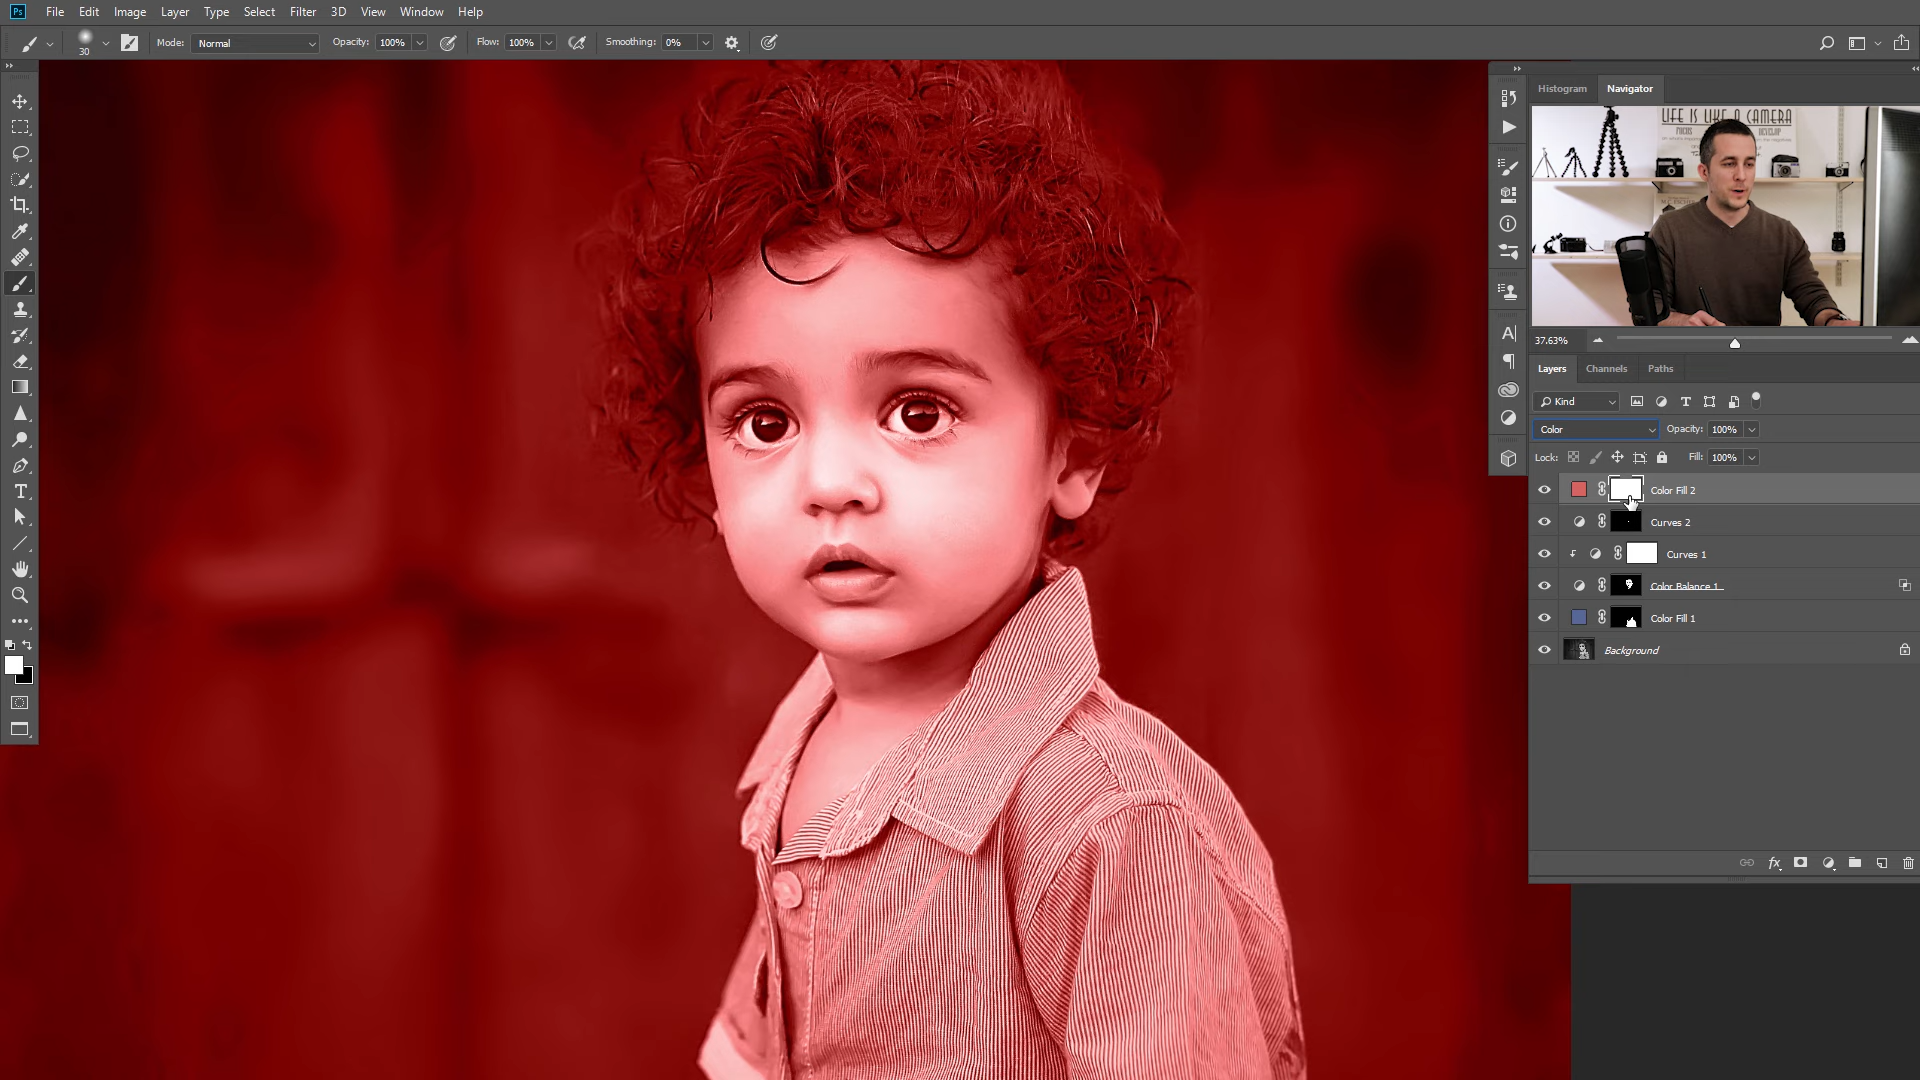 Ps File Edit Image Layer Type Select Filter 3D View Window Help
30 Mode: Normal Opacity: 100% Flow: 100% Smoothing: 0%
Histogram Navigator
LIFE IS LIKE A CAMERA
FOCUS DEVELOP
37.63%
Layers Channels Paths
Kind
Color Opacity: 100%
Lock: Fill: 100%
Color Fill 2
Curves 2
Curves 1
Color Balance 1
Color Fill 1
Background